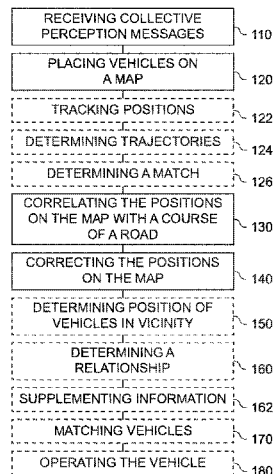 RECEIVING COLLECTIVE
PERCEPTION MESSAGES
110
PLACING VEHICLES ON
A MAP
120
TRACKING POSITIONS
122
DETERMINING TRAJECTORIES
124
DETERMINING A MATCH
126
CORRELATING THE POSITIONS
ON THE MAP WITH A COURSE
OF A ROAD
130
CORRECTING THE POSITIONS
ON THE MAP
140
DETERMINING POSITION OF
VEHICLES IN VICINITY
150
DETERMINING A
RELATIONSHIP
160
SUPPLEMENTING INFORMATION
162
MATCHING VEHICLES
170
OPERATING THE VEHICLE
180